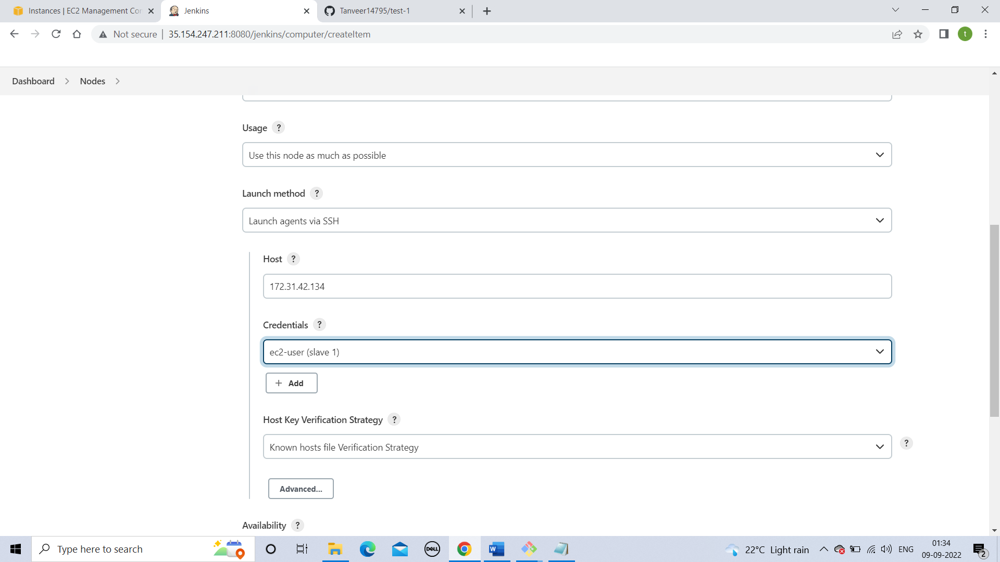 Instances | EC2 Management Con
Jenkins
Tanveer14795/test-1
Not secure | 35.154.247.211:8080/jenkins/computer/createItem
t
Dashboard > Nodes >
Usage ?
Use this node as much as possible
Launch method ?
Launch agents via SSH
Host ?
172.31.42.134
Credentials ?
ec2-user (slave 1)
+ Add
Host Key Verification Strategy ?
Known hosts file Verification Strategy
?
Advanced...
Availability ?
Type here to search
DELL
W
22°C Light rain
ENG
01:34
09-09-2022
2